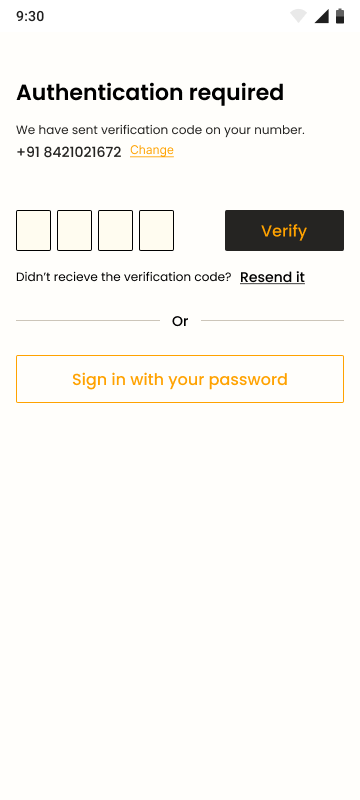 9:30
Authentication required
We have sent verification code on your number.
+91 8421021672 Change
Verify
Didn't recieve the verification code? Resend it
Or
Sign in with your password